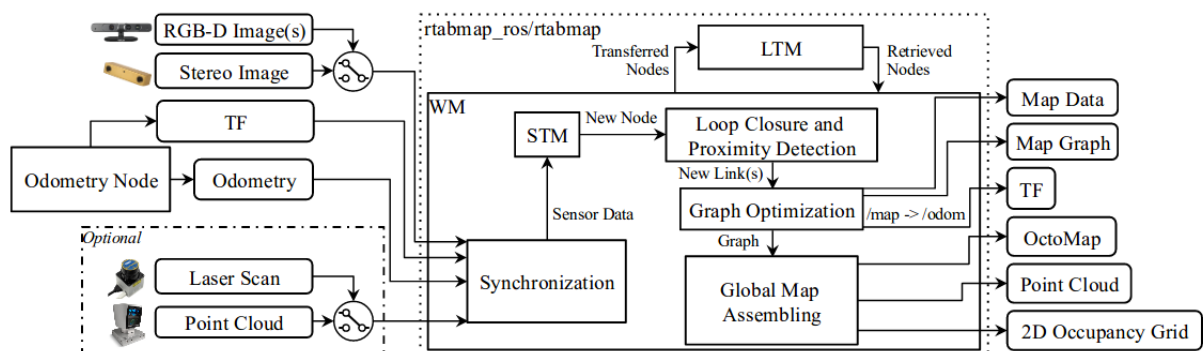 RGB-D Image(s)
Stereo Image
TF
Odometry Node
Odometry
Optional
Laser Scan
Point Cloud
rtabmap_ros/rtabmap
Transferred
Nodes
LTM
Retrieved
Nodes
WM
STM
New Node
Loop Closure and
Proximity Detection
New Link(s)
Graph Optimization
/map -> /odom
Sensor Data
Graph
Synchronization
Global Map
Assembling
Map Data
Map Graph
TF
OctoMap
Point Cloud
2D Occupancy Grid